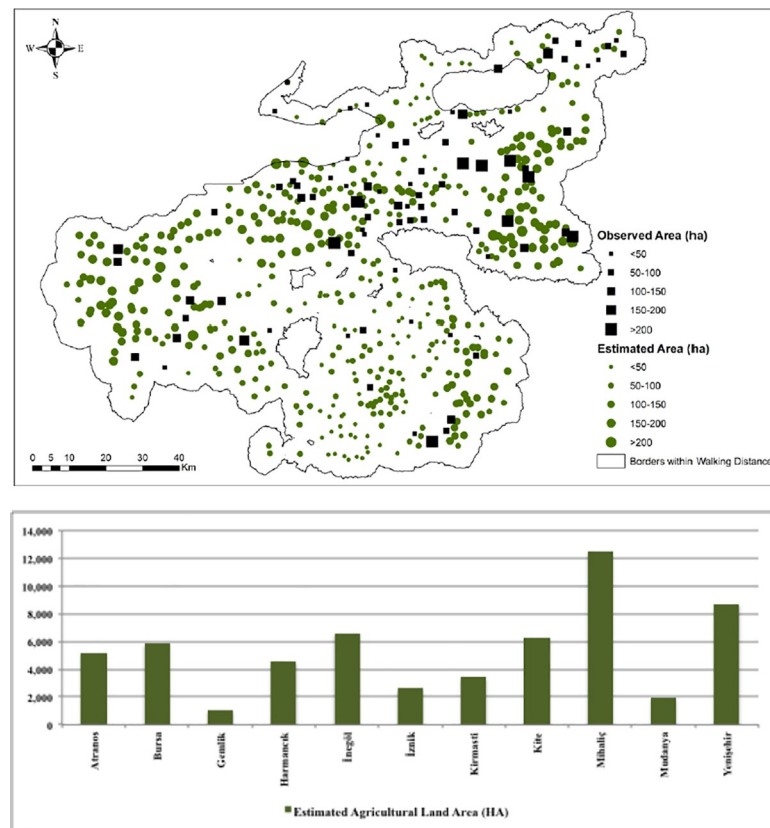 N
W E
S
Observed Area (ha)
<50
50-100
100-150
150-200
>200
Estimated Area (ha)
<50
50-100
100-150
150-200
>200
Borders within Walking Distance
0 5 10 20 30 40
Km
14,000
12,000
10,000
8,000
6,000
4,000
2,000
0
Atranos
Bursa
Gemlik
Harmancık
İnegöl
İznik
Kirmasti
Kite
Mihaliç
Mudanya
Yenişehir
Estimated Agricultural Land Area (HA)